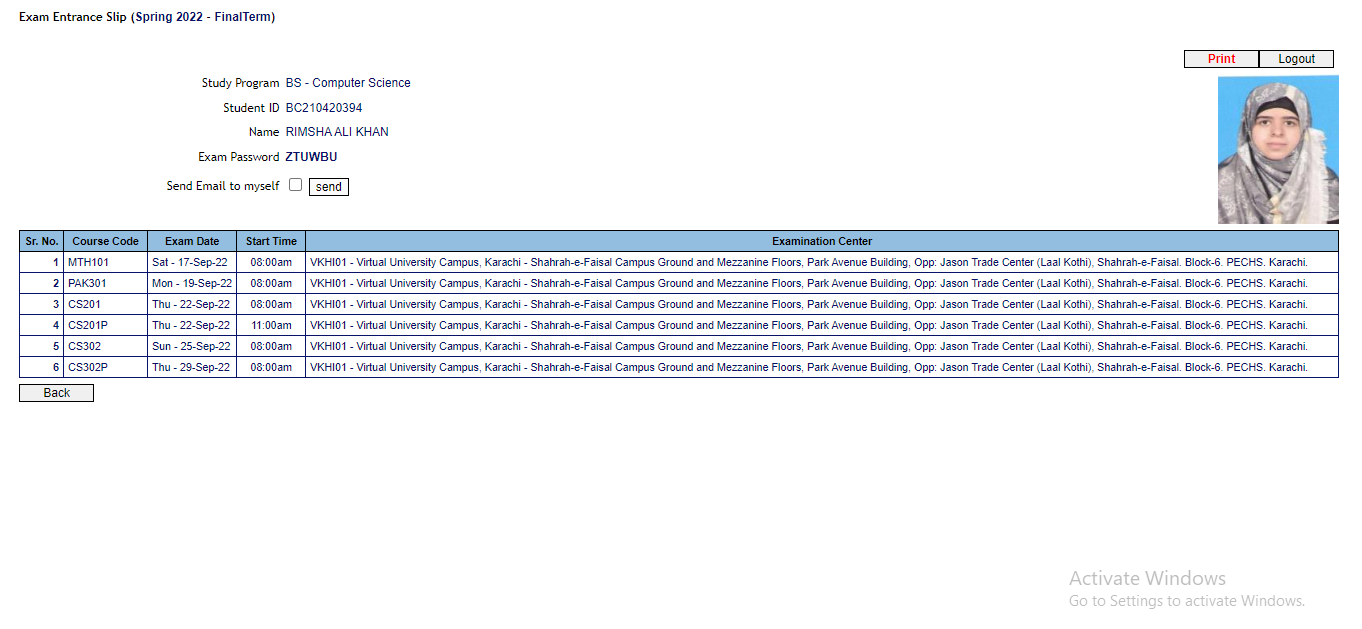 Exam Entrance Slip (Spring 2022 - FinalTerm)
Print Logout
Study Program BS - Computer Science
Student ID BC210420394
Name RIMSHA ALI KHAN
Exam Password ZTUWBU
Send Email to myself send
Sr. No. Course Code Exam Date Start Time Examination Center
1 MTH101 Sat - 17-Sep-22 08:00am VKHI01 - Virtual University Campus, Karachi - Shahrah-e-Faisal Campus Ground and Mezzanine Floors, Park Avenue Building, Opp: Jason Trade Center (Laal Kothi), Shahrah-e-Faisal. Block-6. PECHS. Karachi.
2 PAK301 Mon - 19-Sep-22 08:00am VKHI01 - Virtual University Campus, Karachi - Shahrah-e-Faisal Campus Ground and Mezzanine Floors, Park Avenue Building, Opp: Jason Trade Center (Laal Kothi), Shahrah-e-Faisal. Block-6. PECHS. Karachi.
3 CS201 Thu - 22-Sep-22 08:00am VKHI01 - Virtual University Campus, Karachi - Shahrah-e-Faisal Campus Ground and Mezzanine Floors, Park Avenue Building, Opp: Jason Trade Center (Laal Kothi), Shahrah-e-Faisal. Block-6. PECHS. Karachi.
4 CS201P Thu - 22-Sep-22 11:00am VKHI01 - Virtual University Campus, Karachi - Shahrah-e-Faisal Campus Ground and Mezzanine Floors, Park Avenue Building, Opp: Jason Trade Center (Laal Kothi), Shahrah-e-Faisal. Block-6. PECHS. Karachi.
5 CS302 Sun - 25-Sep-22 08:00am VKHI01 - Virtual University Campus, Karachi - Shahrah-e-Faisal Campus Ground and Mezzanine Floors, Park Avenue Building, Opp: Jason Trade Center (Laal Kothi), Shahrah-e-Faisal. Block-6. PECHS. Karachi.
6 CS302P Thu - 29-Sep-22 08:00am VKHI01 - Virtual University Campus, Karachi - Shahrah-e-Faisal Campus Ground and Mezzanine Floors, Park Avenue Building, Opp: Jason Trade Center (Laal Kothi), Shahrah-e-Faisal. Block-6. PECHS. Karachi.
Back
Activate Windows
Go to Settings to activate Windows.